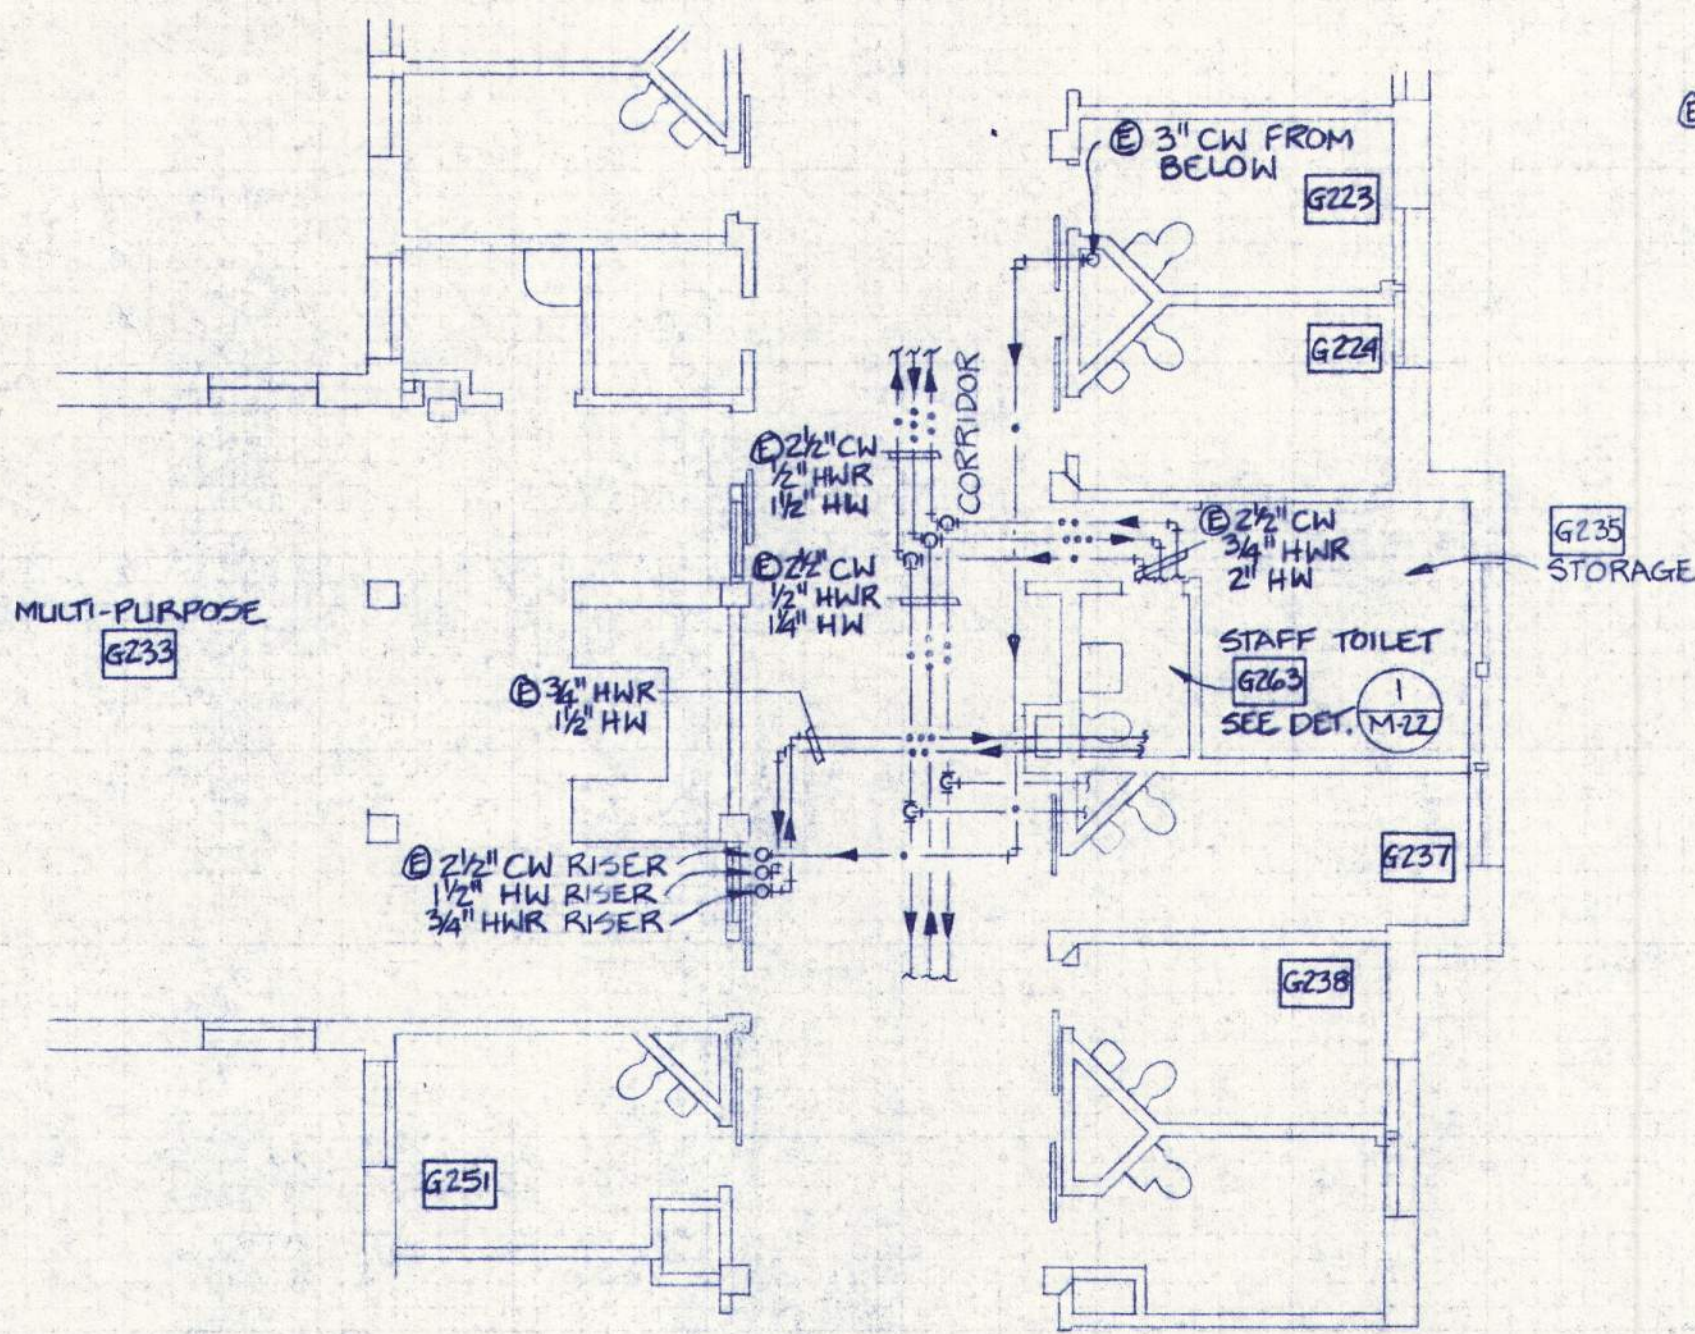 Ⓔ 3" CW FROM
BELOW
G223
G224
CORRIDOR
Ⓔ 2½" CW
½" HWR
1½" HW
Ⓔ 2½" CW
½" HWR
1¼" HW
Ⓔ 2½" CW
¾" HWR
2" HW
G235
STORAGE
MULTI-PURPOSE
G233
STAFF TOILET
G263
SEE DET.
1
M-22
Ⓔ ¾" HWR
1½" HW
Ⓔ 2½" CW RISER
1½" HW RISER
¾" HWR RISER
G237
G238
G251
Ⓔ